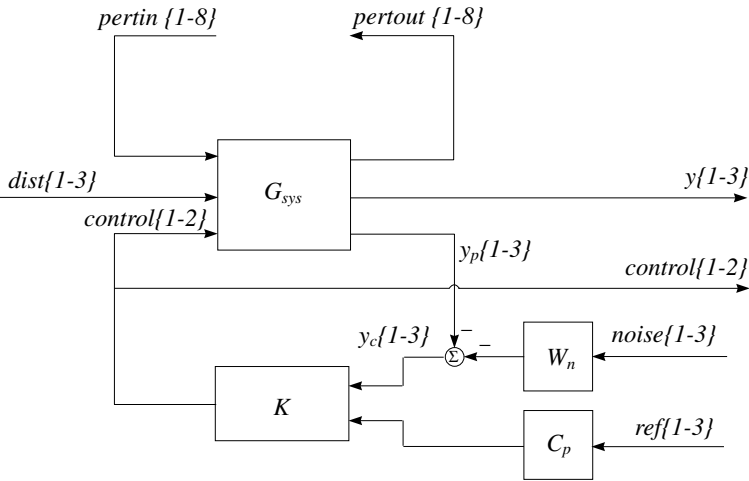 pertin {1-8}
pertout {1-8}
dist{1-3}
G_sys
y{1-3}
control{1-2}
y_p{1-3}
control{1-2}
−
y_c{1-3}
Σ
−
W_n
noise{1-3}
K
C_p
ref{1-3}